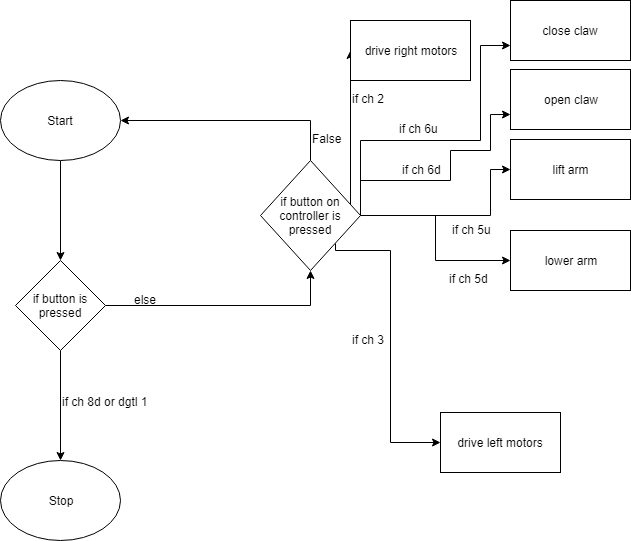 close claw
drive right motors
open claw
if ch 2
Start
if ch 6u
False
if ch 6d
lift arm
if button on
controller is
pressed
if ch 5u
lower arm
if ch 5d
if button is
pressed
else
if ch 3
if ch 8d or dgtl 1
drive left motors
Stop